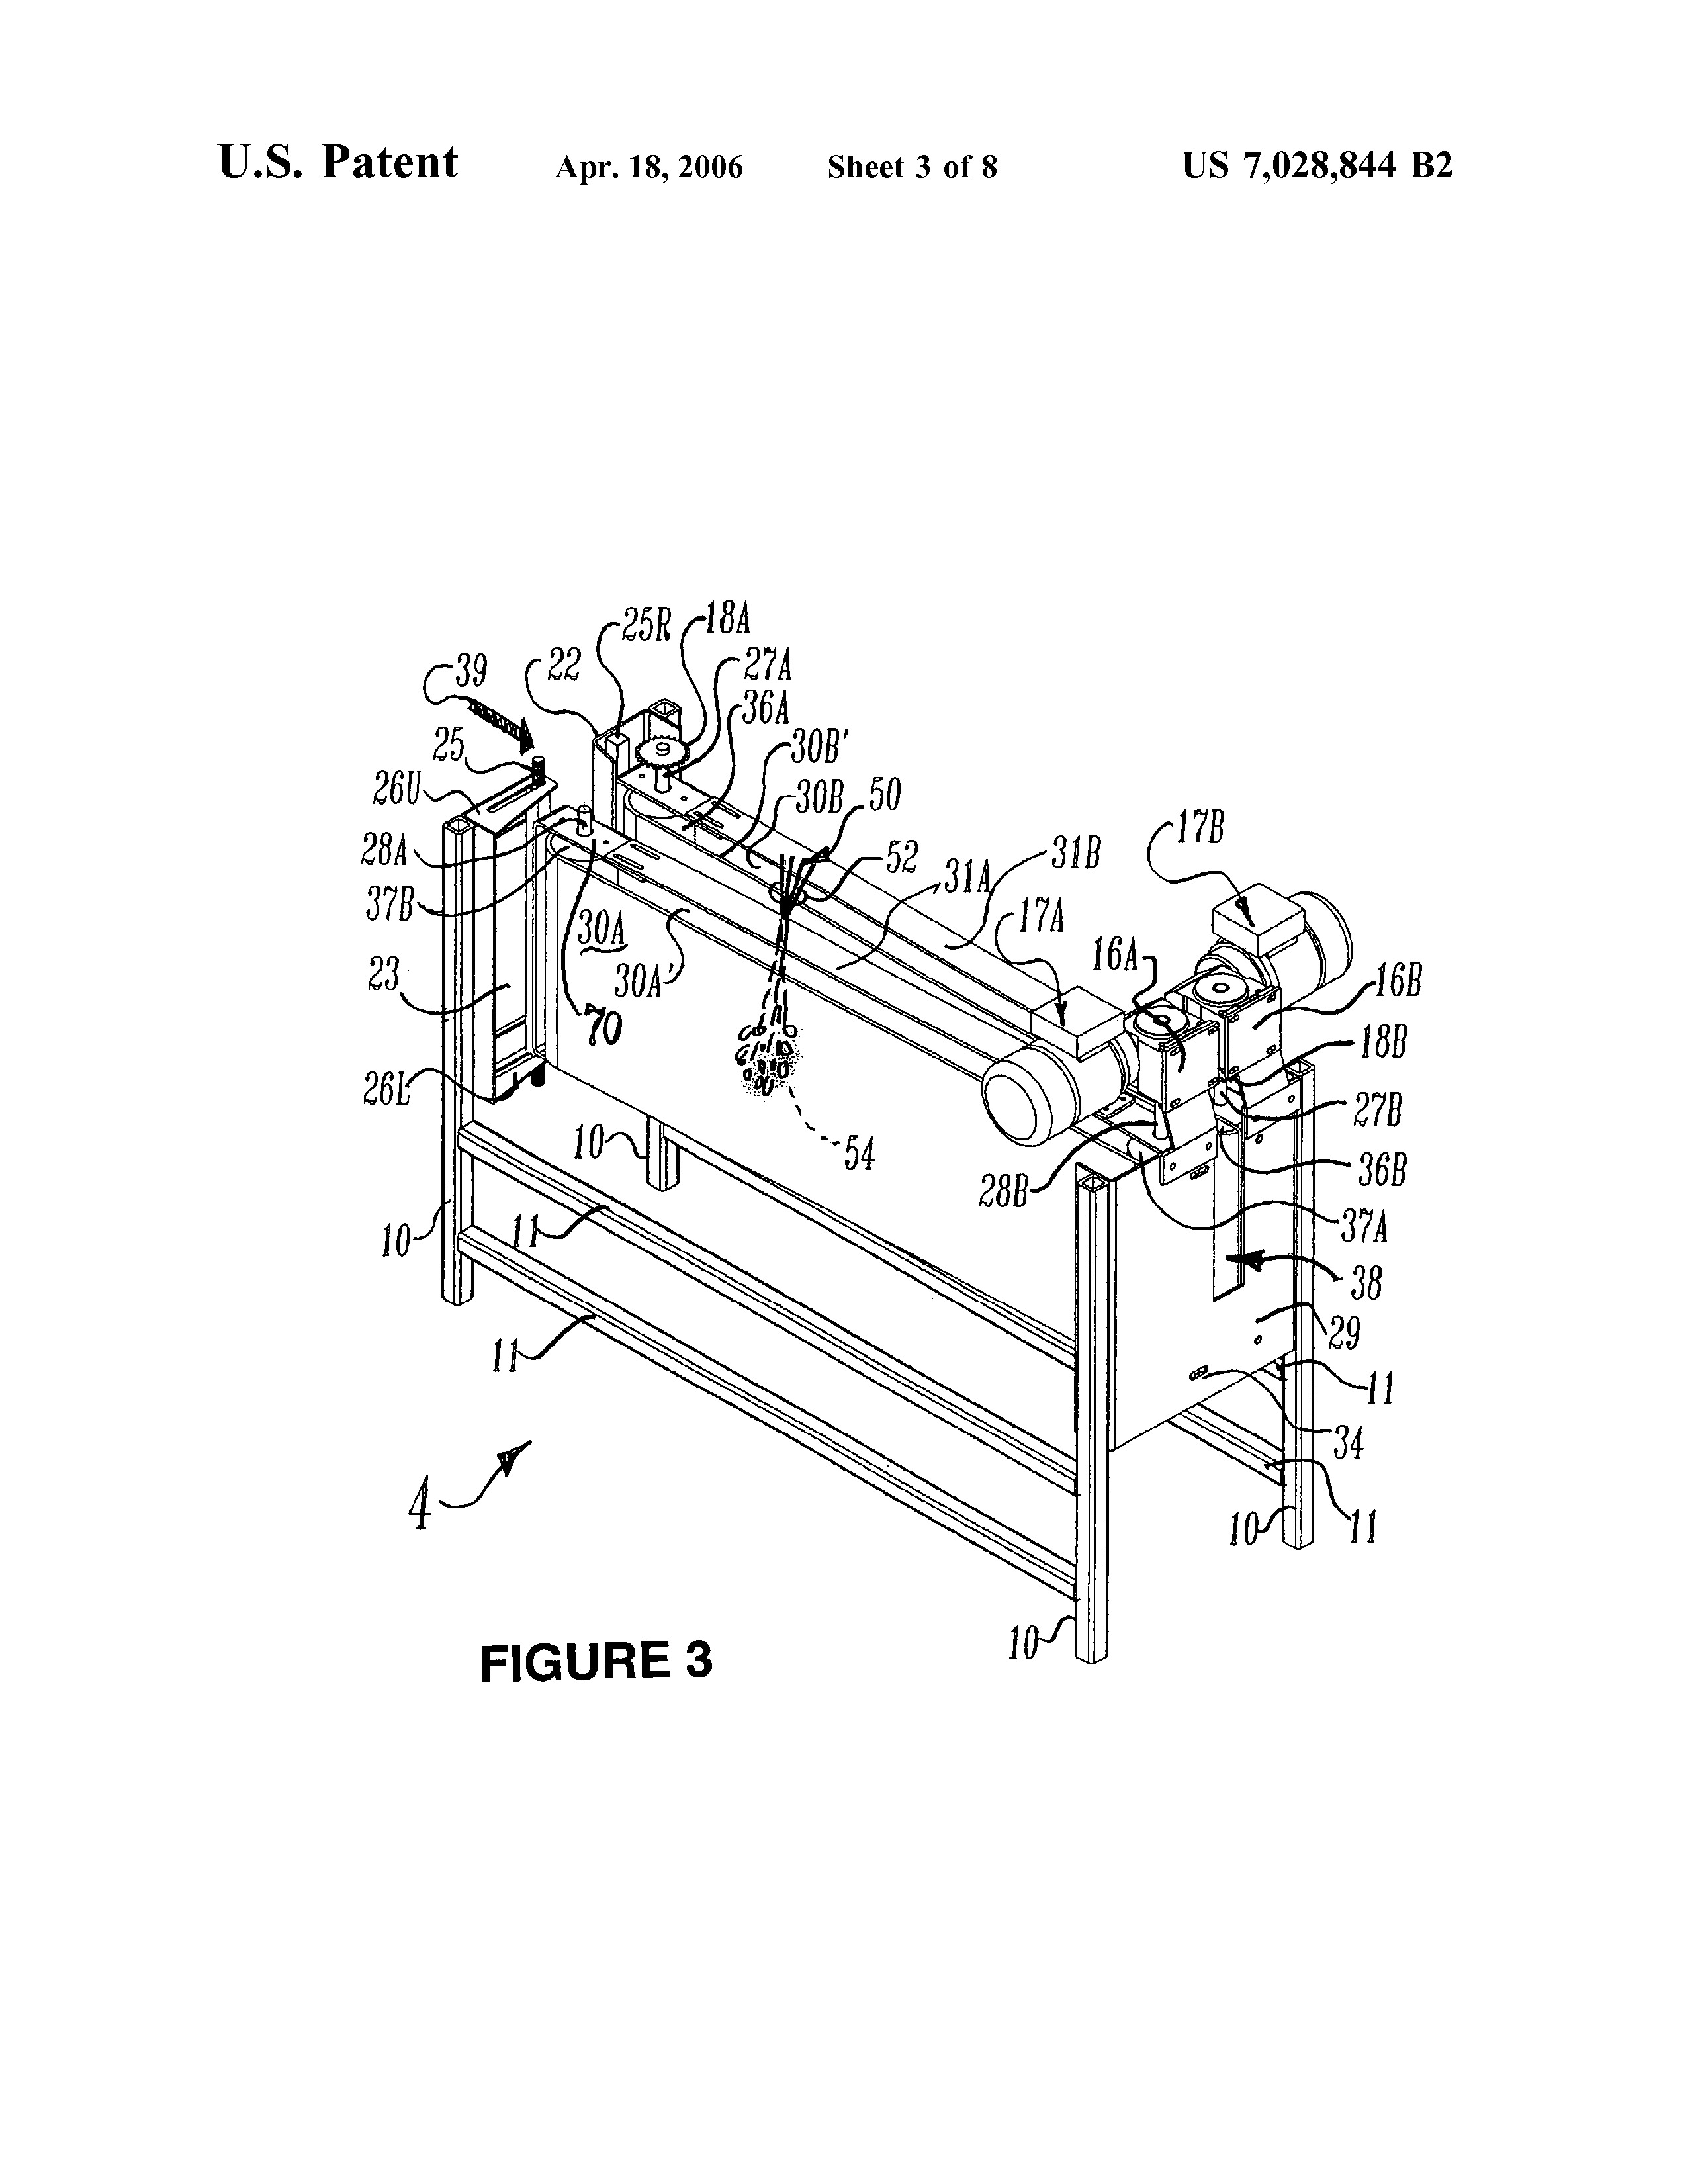 U.S. Patent Apr. 18, 2006 Sheet 3 of 8 US 7,028,844 B2
25R 18A
39 22 27A
36A
25 30B'
26U 30B 50
17B
28A 52 31B
31A
37B 17A
30A 16A
23 30A' 16B
70
18B
26L 27B
10 54
36B
28B
10 11 37A
38
11 29
11
34
4
10 11
10
FIGURE 3